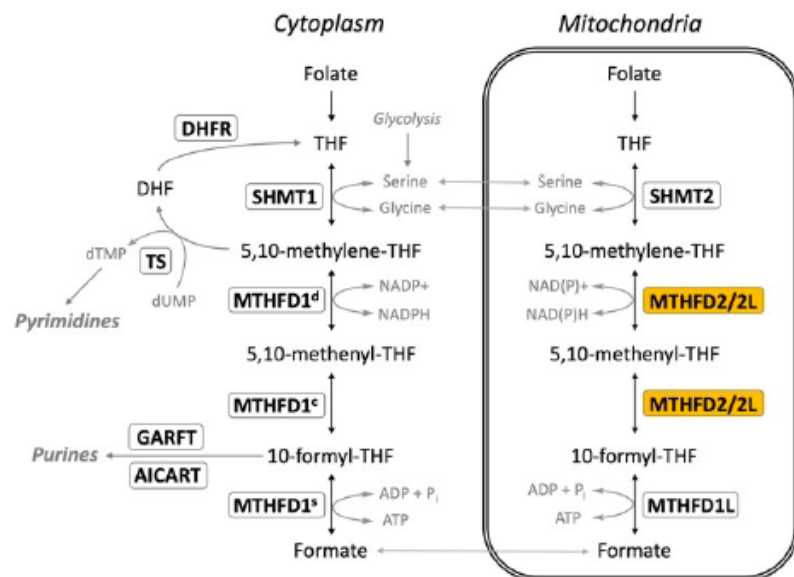 Cytoplasm
Mitochondria
Folate
Folate
DHFR
THF
Glycolysis
THF
DHF
SHMT1
Serine
Serine
SHMT2
Glycine
Glycine
dTMP
TS
5,10-methylene-THF
5,10-methylene-THF
dUMP
MTHFD1ᵈ
NADP+
NAD(P)+
MTHFD2/2L
Pyrimidines
NADPH
NAD(P)H
5,10-methenyl-THF
5,10-methenyl-THF
MTHFD1ᶜ
MTHFD2/2L
GARFT
Purines
10-formyl-THF
10-formyl-THF
AICART
MTHFD1ˢ
ADP + Pᵢ
ADP + Pᵢ
MTHFD1L
ATP
ATP
Formate
Formate